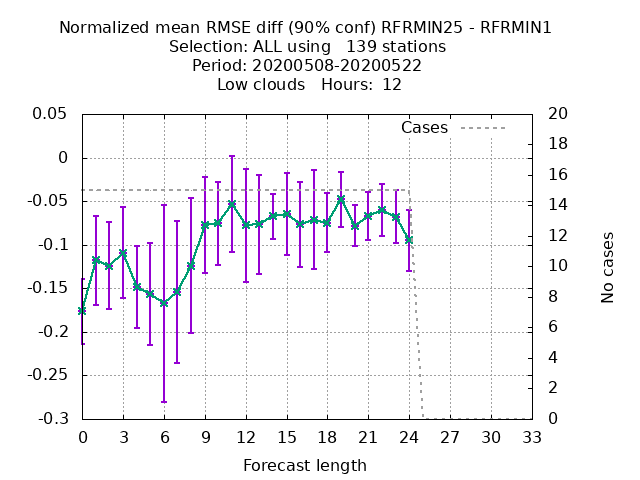 Normalized mean RMSE diff (90% conf) RFRMIN25 - RFRMIN1
Selection: ALL using   139 stations
Period: 20200508-20200522
Low clouds   Hours:  12
0.05
0
-0.05
-0.1
-0.15
-0.2
-0.25
-0.3
Cases
20
18
16
14
12
10
8
6
4
2
0
No cases
0 3 6 9 12 15 18 21 24 27 30 33
Forecast length